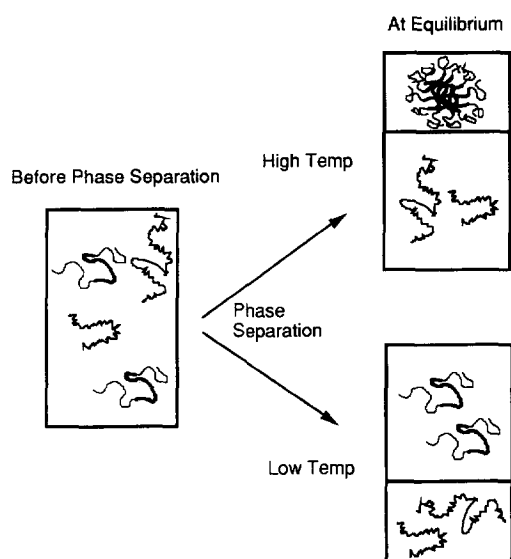 At Equilibrium
High Temp
Before Phase Separation
Phase
Separation
Low Temp